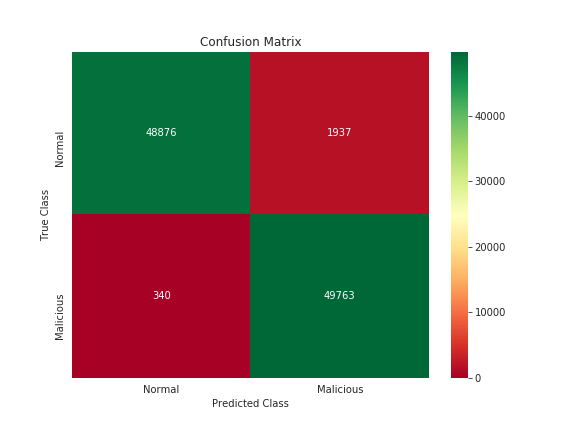 Confusion Matrix
True Class
Normal
48876
1937
Malicious
340
49763
Normal
Malicious
Predicted Class
40000
30000
20000
10000
0